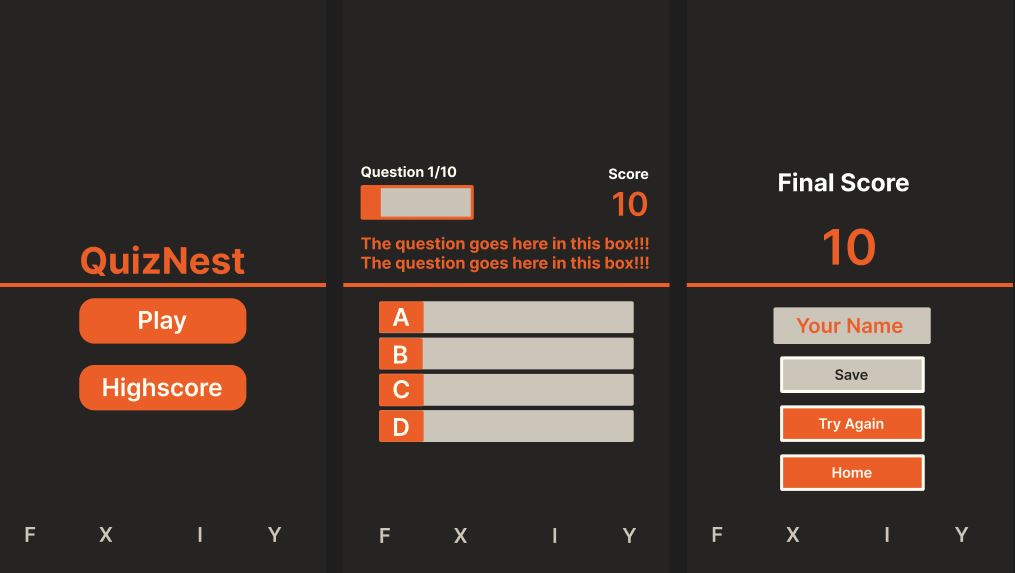 QuizNest
Play
Highscore
F X I Y
Question 1/10
Score
10
The question goes here in this box!!!
The question goes here in this box!!!
A
B
C
D
F X I Y
Final Score
10
Your Name
Save
Try Again
Home
F X I Y